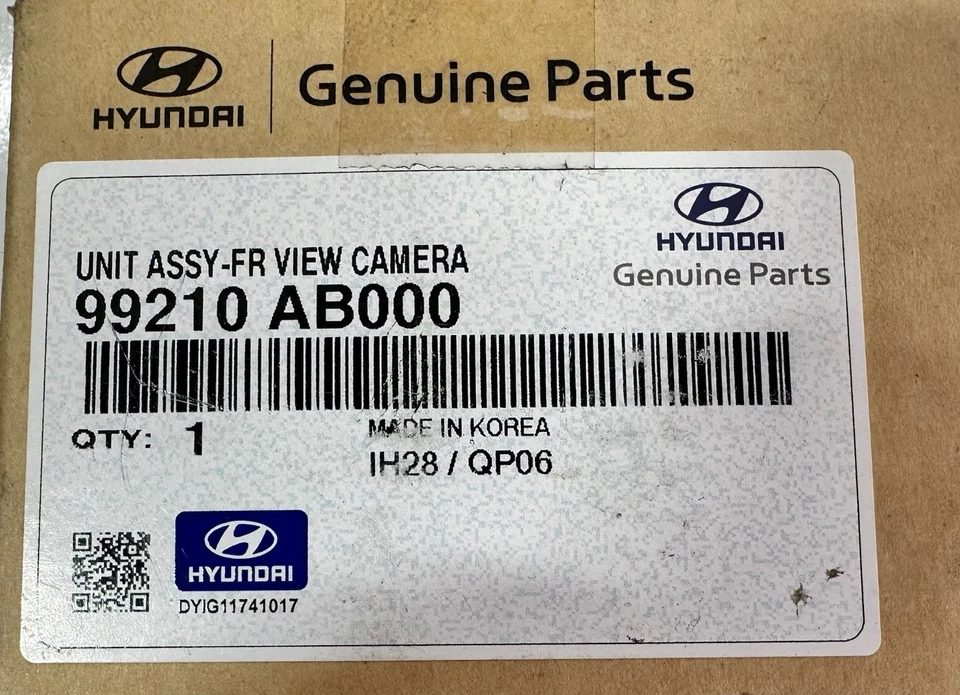 HYUNDAI
Genuine Parts
HYUNDAI
Genuine Parts
UNIT ASSY-FR VIEW CAMERA
99210 AB000
QTY: 1
MADE IN KOREA
IH28 / QP06
HYUNDAI
DYIG11741017